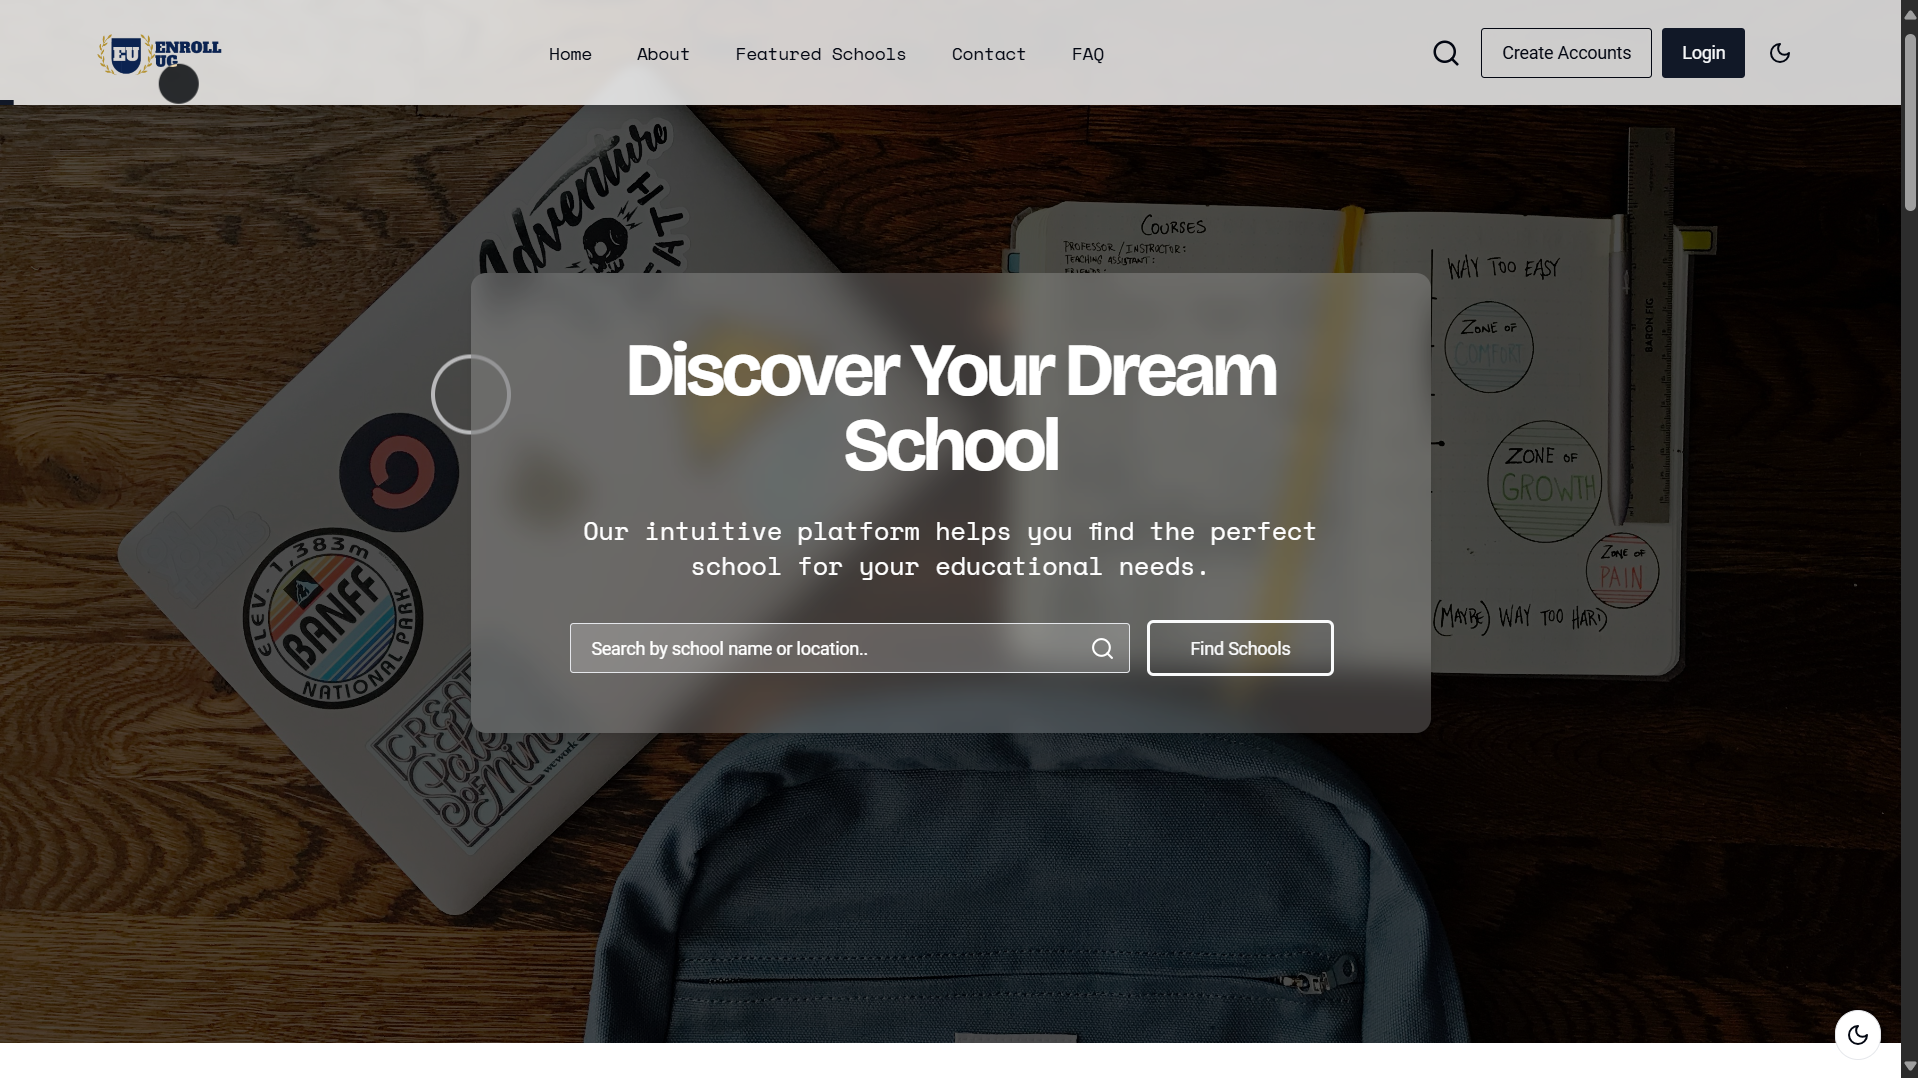 EU
ENROLL
UG
Home
About
Featured Schools
Contact
FAQ
Create Accounts
Login
Adventure
COURSES
PROFESSOR / INSTRUCTOR:
TEACHING ASSISTANT:
WAY TOO EASY
ZONE OF
COMFORT
BARON FIG
Discover Your Dream
School
ZONE OF
GROWTH
Our intuitive platform helps you find the perfect
school for your educational needs.
ZONE OF
PAIN
(MAYBE) WAY TOO HARD
Search by school name or location..
Find Schools
ELEV. 1,383m
BANFF
NATIONAL PARK
wework